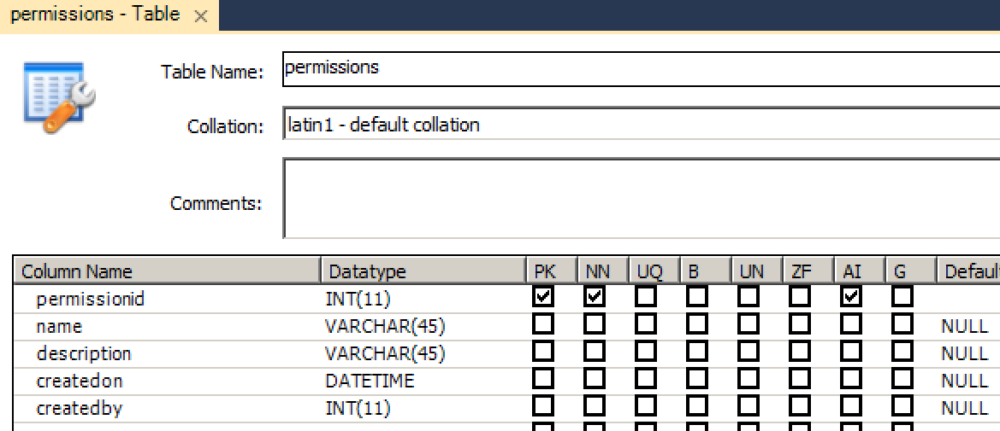 permissions - Table ×
Table Name: permissions
Collation: latin1 - default collation
Comments:
Column Name Datatype PK NN UQ B UN ZF AI G Defaul
permissionid INT(11)
name VARCHAR(45) NULL
description VARCHAR(45) NULL
createdon DATETIME NULL
createdby INT(11) NULL